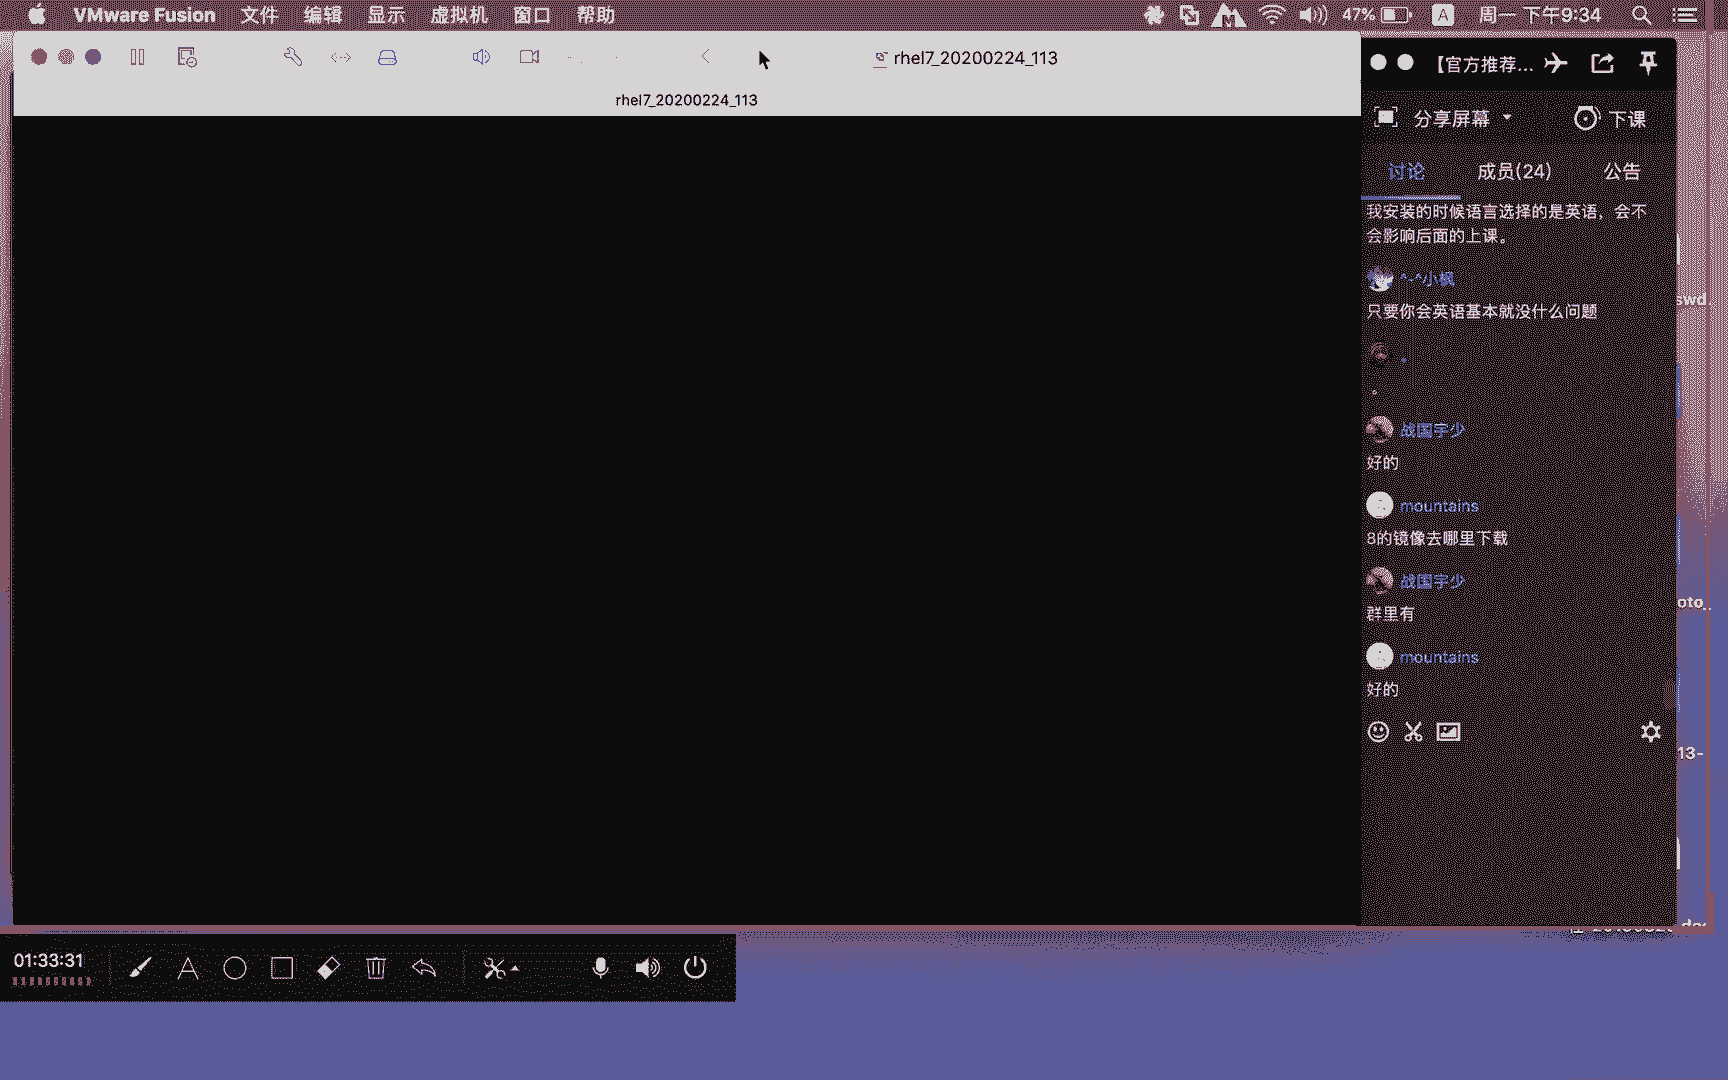 VMware Fusion 文件 编辑 显示 虚拟机 窗口 帮助 47% A 周一 下午9:34
rhel7_20200224_113
rhel7_20200224_113
【官方推荐...
分享屏幕 下课
讨论 成员(24) 公告
我安装的时候语言选择的是英语，会不
会影响后面的上课。
^-^小枫
只要你会英语基本就没什么问题
。
战国宇少
好的
mountains
8的镜像去哪里下载
战国宇少
群里有
mountains
好的
swd.
oto..
13-
01:33:31